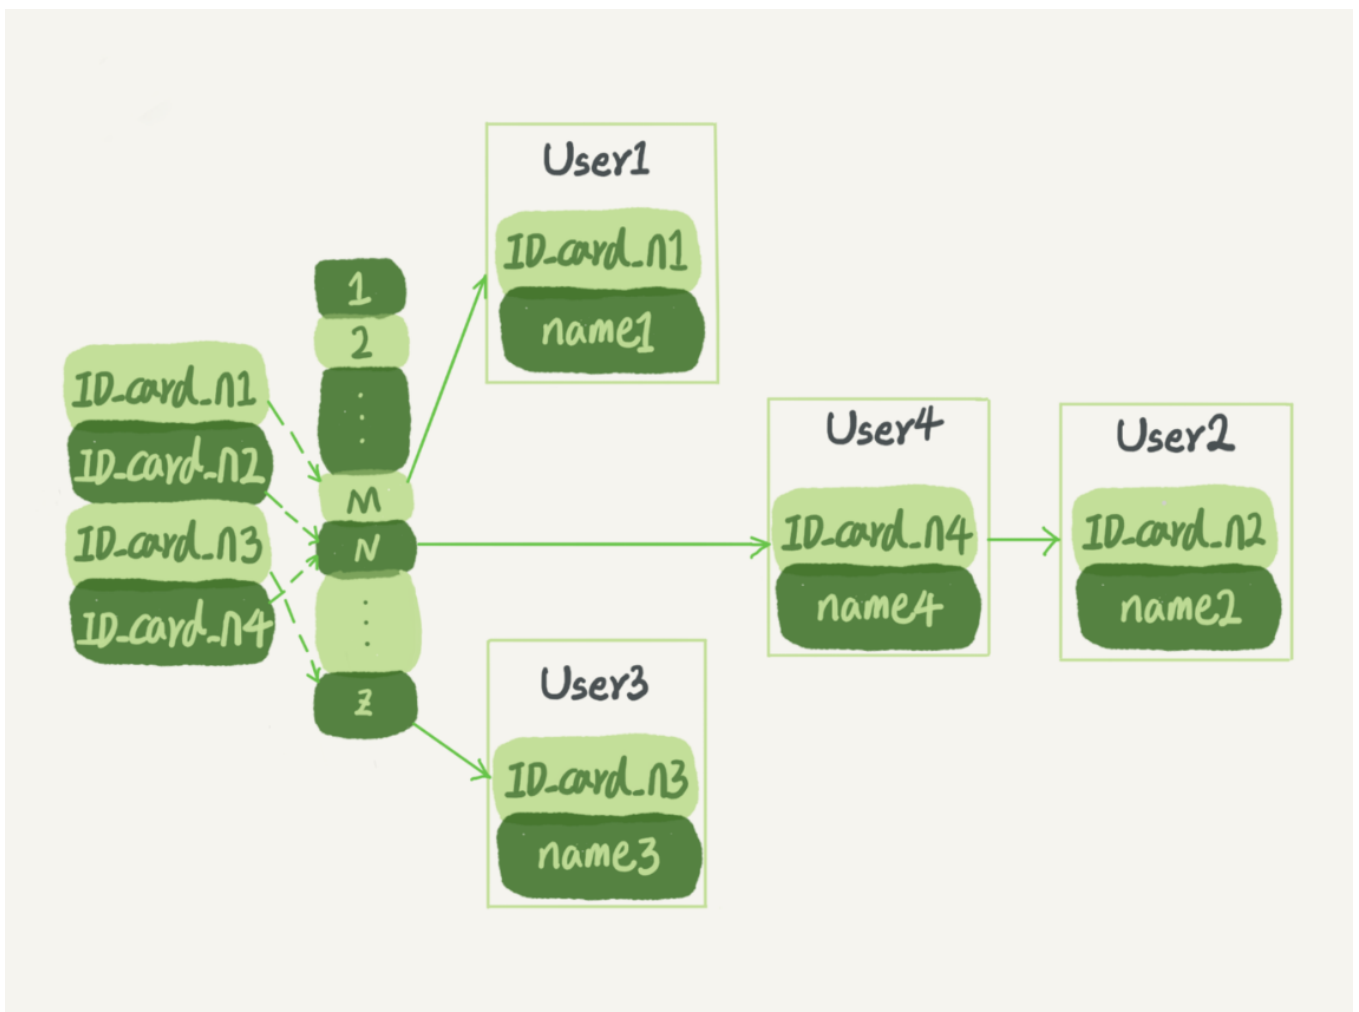 ID_card_n1
ID_card_n2
ID_card_n3
ID_card_n4
1
2
M
N
Z
User1
ID_card_n1
name1
User4
ID_card_n4
name4
User2
ID_card_n2
name2
User3
ID_card_n3
name3